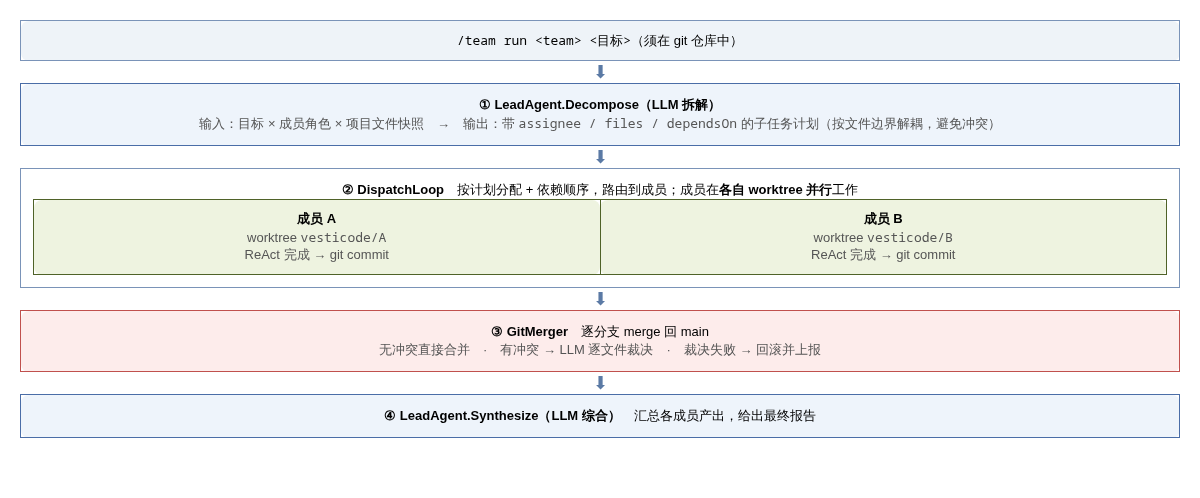 /team run <team> <目标>（须在 git 仓库中）
① LeadAgent.Decompose（LLM 拆解）
输入：目标 × 成员角色 × 项目文件快照 → 输出：带 assignee / files / dependsOn 的子任务计划（按文件边界解耦，避免冲突）
② DispatchLoop 按计划分配 + 依赖顺序，路由到成员；成员在各自 worktree 并行工作
成员 A
worktree vesticode/A
ReAct 完成 → git commit
成员 B
worktree vesticode/B
ReAct 完成 → git commit
③ GitMerger 逐分支 merge 回 main
无冲突直接合并 · 有冲突 → LLM 逐文件裁决 · 裁决失败 → 回滚并上报
④ LeadAgent.Synthesize（LLM 综合） 汇总各成员产出，给出最终报告